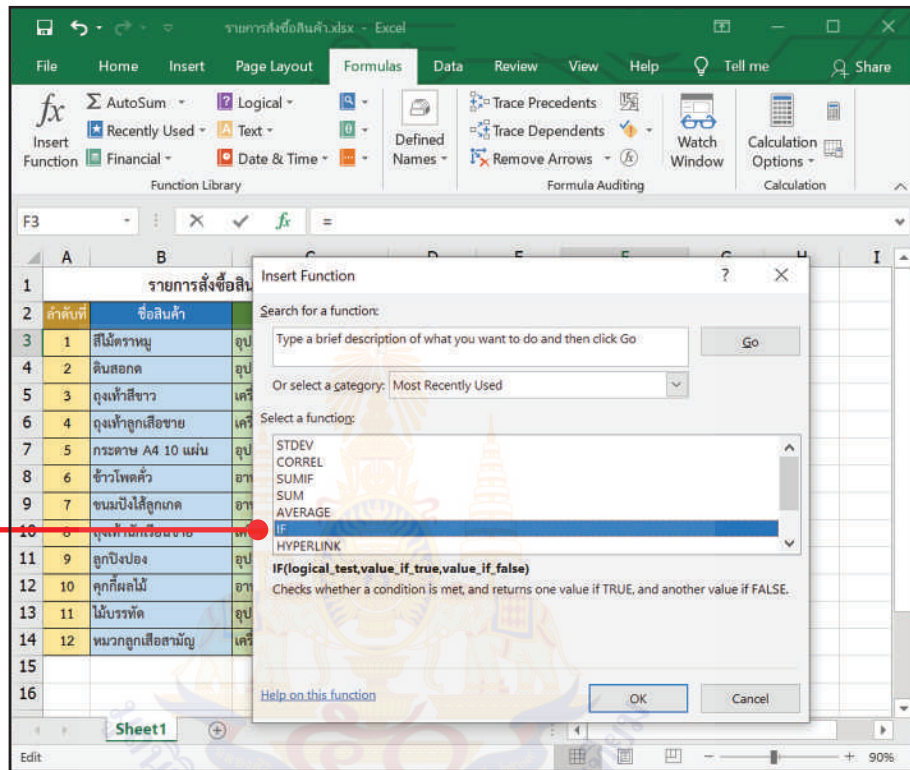 รายการสั่งซื้อสินค้า.xlsx - Excel
File Home Insert Page Layout Formulas Data Review View Help Tell me Share
fx Insert Function
Σ AutoSum
Recently Used
Financial
Logical
Text
Date & Time
Function Library
Defined Names
Trace Precedents
Trace Dependents
Remove Arrows
Formula Auditing
Watch Window
Calculation Options
Calculation
F3 fx =
A B C D E F G H I
1 รายการสั่งซื้อสิน
2 ลำดับที่ ชื่อสินค้า
3 1 สีไม้ตราหมู อุป
4 2 ดินสอกด อุป
5 3 ถุงเท้าสีขาว เครื
6 4 ถุงเท้าลูกเสือชาย เครื
7 5 กระดาษ A4 10 แผ่น อุป
8 6 ข้าวโพดคั่ว อาห
9 7 ขนมปังไส้ลูกเกด อาห
10 8
11 9 ลูกปิงปอง อุป
12 10 คุกกี้ผลไม้ อาห
13 11 ไม้บรรทัด อุป
14 12 หมวกลูกเสือสามัญ เครื
15
16
Insert Function ? ×
Search for a function:
Type a brief description of what you want to do and then click Go
Go
Or select a category: Most Recently Used
Select a function:
STDEV
CORREL
SUMIF
SUM
AVERAGE
IF
HYPERLINK
IF(logical_test,value_if_true,value_if_false)
Checks whether a condition is met, and returns one value if TRUE, and another value if FALSE.
Help on this function
OK
Cancel
Sheet1
Edit
90%